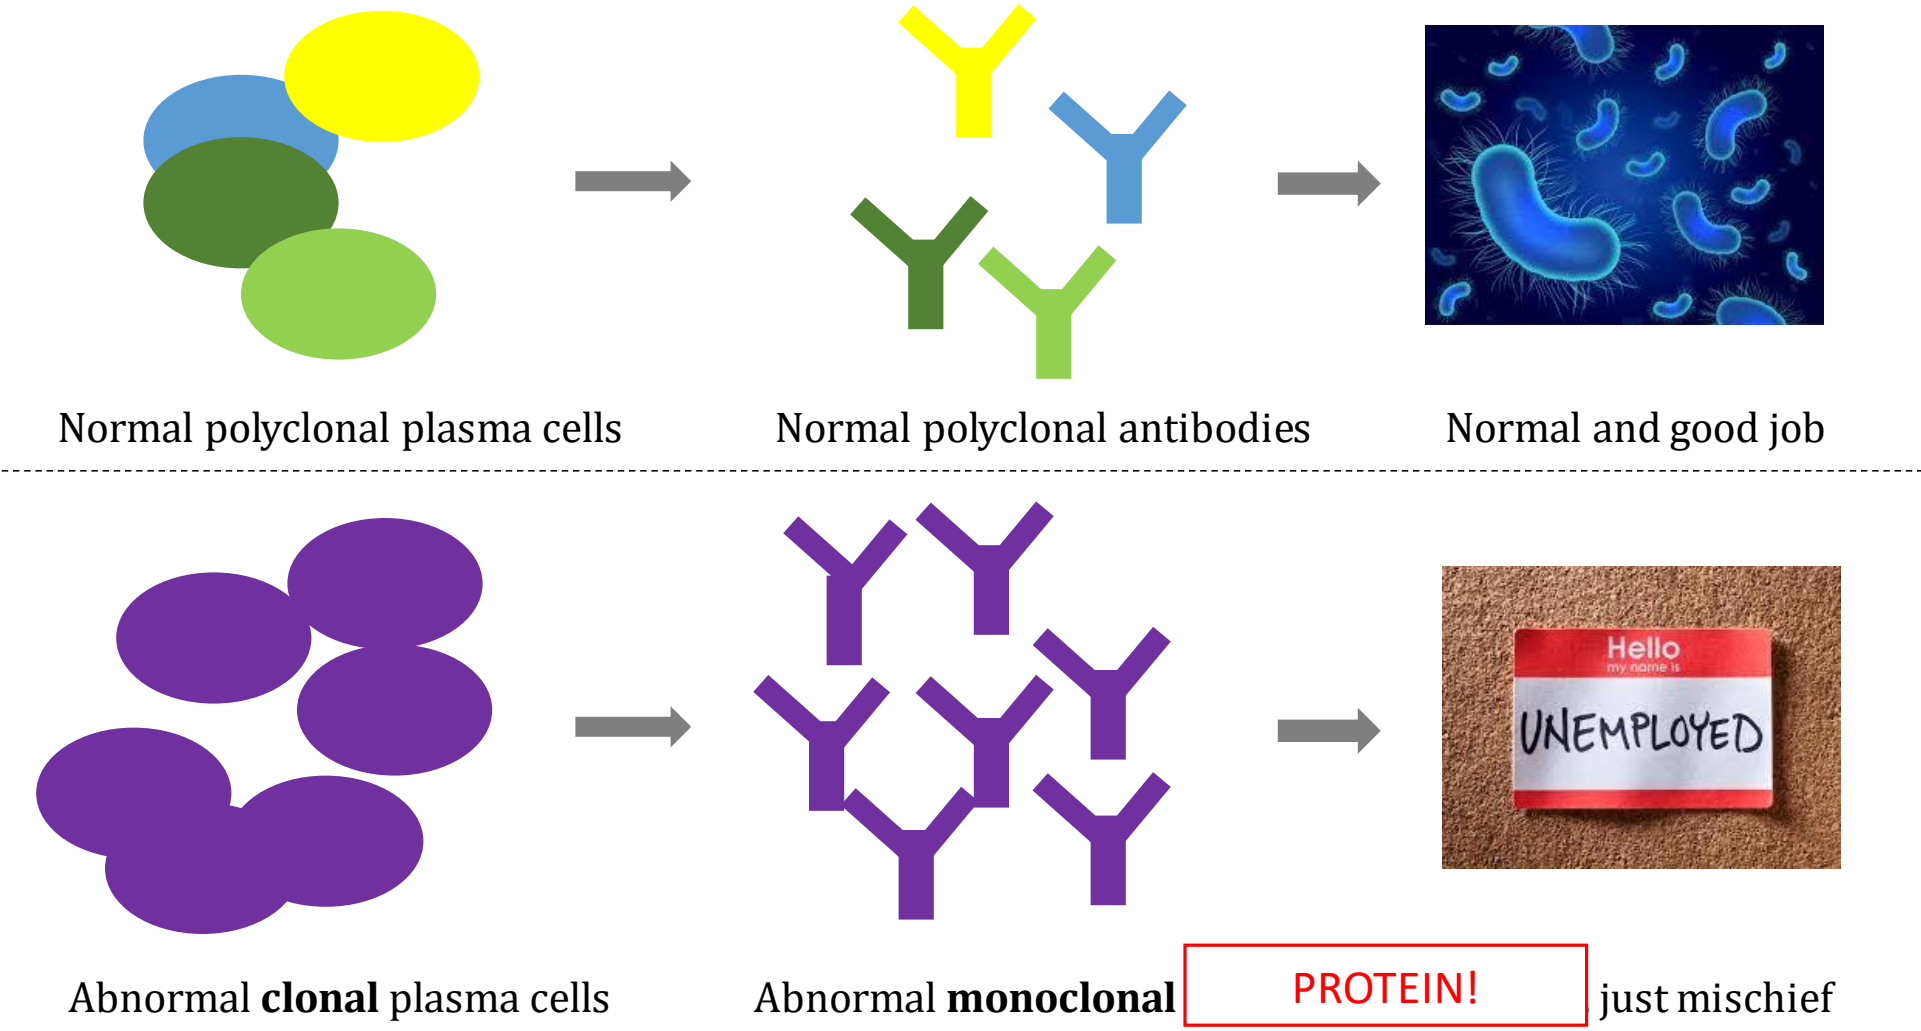 Normal polyclonal plasma cells
Normal polyclonal antibodies
Normal and good job
Hello
my name is
UNEMPLOYED
Abnormal clonal plasma cells
Abnormal monoclonal
PROTEIN!
just mischief